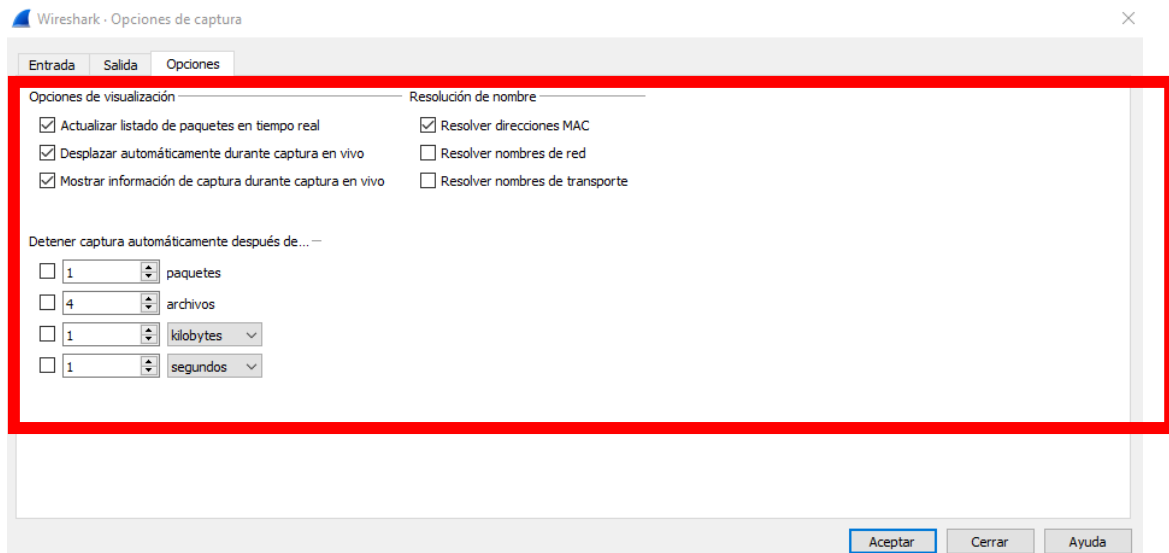 Wireshark · Opciones de captura
Entrada Salida Opciones
Opciones de visualización
Actualizar listado de paquetes en tiempo real
Desplazar automáticamente durante captura en vivo
Mostrar información de captura durante captura en vivo
Resolución de nombre
Resolver direcciones MAC
Resolver nombres de red
Resolver nombres de transporte
Detener captura automáticamente después de...
1 paquetes
4 archivos
1 kilobytes
1 segundos
Aceptar Cerrar Ayuda